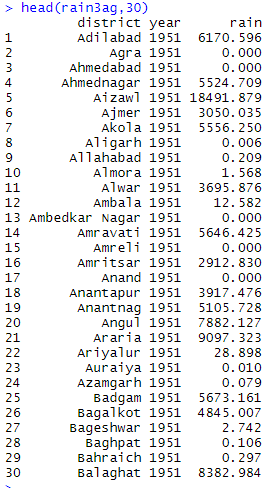 > head(rain3ag,30)
district year rain
1 Adilabad 1951 6170.596
2 Agra 1951 0.000
3 Ahmedabad 1951 0.000
4 Ahmednagar 1951 5524.709
5 Aizawl 1951 18491.879
6 Ajmer 1951 3050.035
7 Akola 1951 5556.250
8 Aligarh 1951 0.006
9 Allahabad 1951 0.209
10 Almora 1951 1.568
11 Alwar 1951 3695.876
12 Ambala 1951 12.582
13 Ambedkar Nagar 1951 0.000
14 Amravati 1951 5646.425
15 Amreli 1951 0.000
16 Amritsar 1951 2912.830
17 Anand 1951 0.000
18 Anantapur 1951 3917.476
19 Anantnag 1951 5105.728
20 Angul 1951 7882.127
21 Araria 1951 9097.323
22 Ariyalur 1951 28.898
23 Auraiya 1951 0.010
24 Azamgarh 1951 0.079
25 Badgam 1951 5673.161
26 Bagalkot 1951 4845.007
27 Bageshwar 1951 2.742
28 Baghpat 1951 0.106
29 Bahraich 1951 0.297
30 Balaghat 1951 8382.984
>